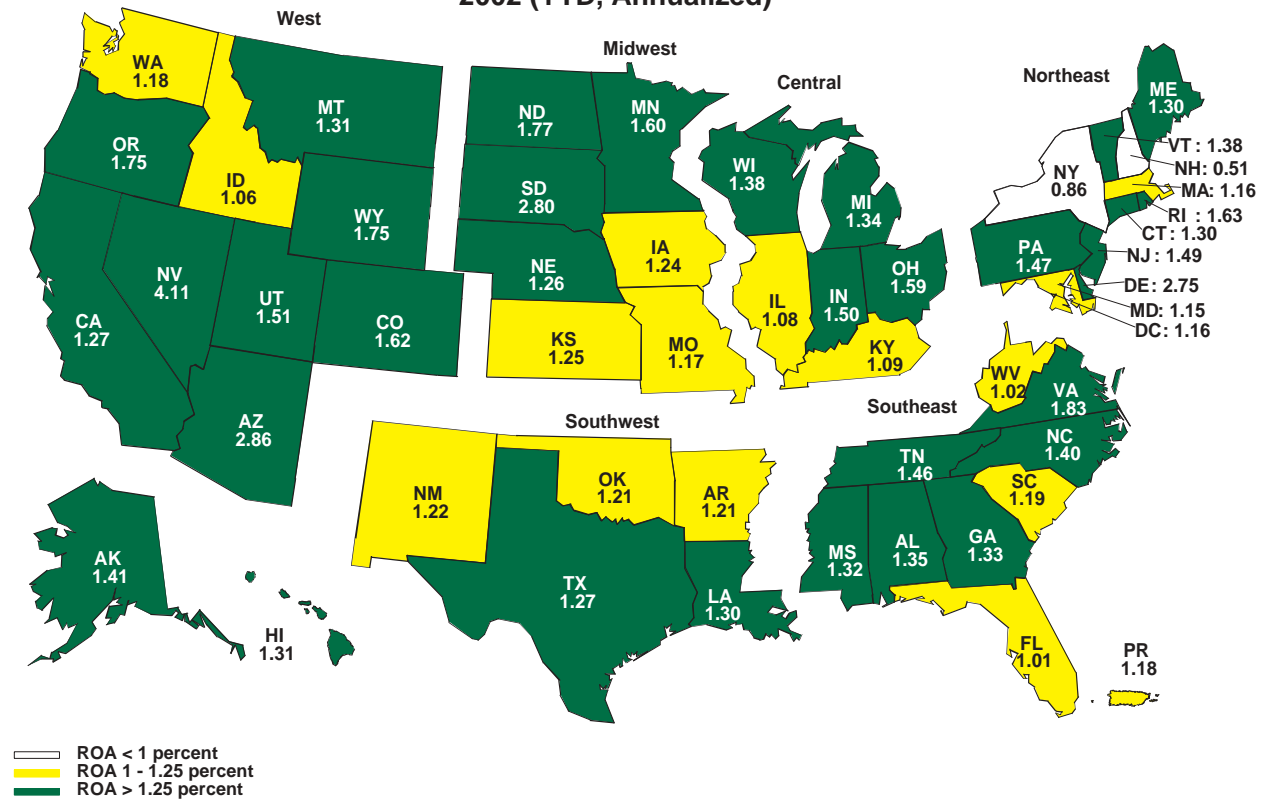 2002 (YTD, Annualized)
West
Midwest
Central
Northeast
WA
1.18
MT
1.31
ND
1.77
MN
1.60
ME
1.30
OR
1.75
ID
1.06
WY
1.75
SD
2.80
WI
1.38
MI
1.34
NY
0.86
VT : 1.38
NH: 0.51
MA: 1.16
RI : 1.63
CT : 1.30
NJ : 1.49
DE: 2.75
MD: 1.15
DC: 1.16
NV
4.11
UT
1.51
CO
1.62
CA
1.27
AZ
2.86
NE
1.26
IA
1.24
KS
1.25
MO
1.17
IL
1.08
IN
1.50
OH
1.59
PA
1.47
KY
1.09
Southwest
Southeast
WV
1.02
VA
1.83
NC
1.40
TN
1.46
SC
1.19
NM
1.22
OK
1.21
AR
1.21
TX
1.27
LA
1.30
MS
1.32
AL
1.35
GA
1.33
FL
1.01
AK
1.41
HI
1.31
PR
1.18
ROA < 1 percent
ROA 1 - 1.25 percent
ROA > 1.25 percent